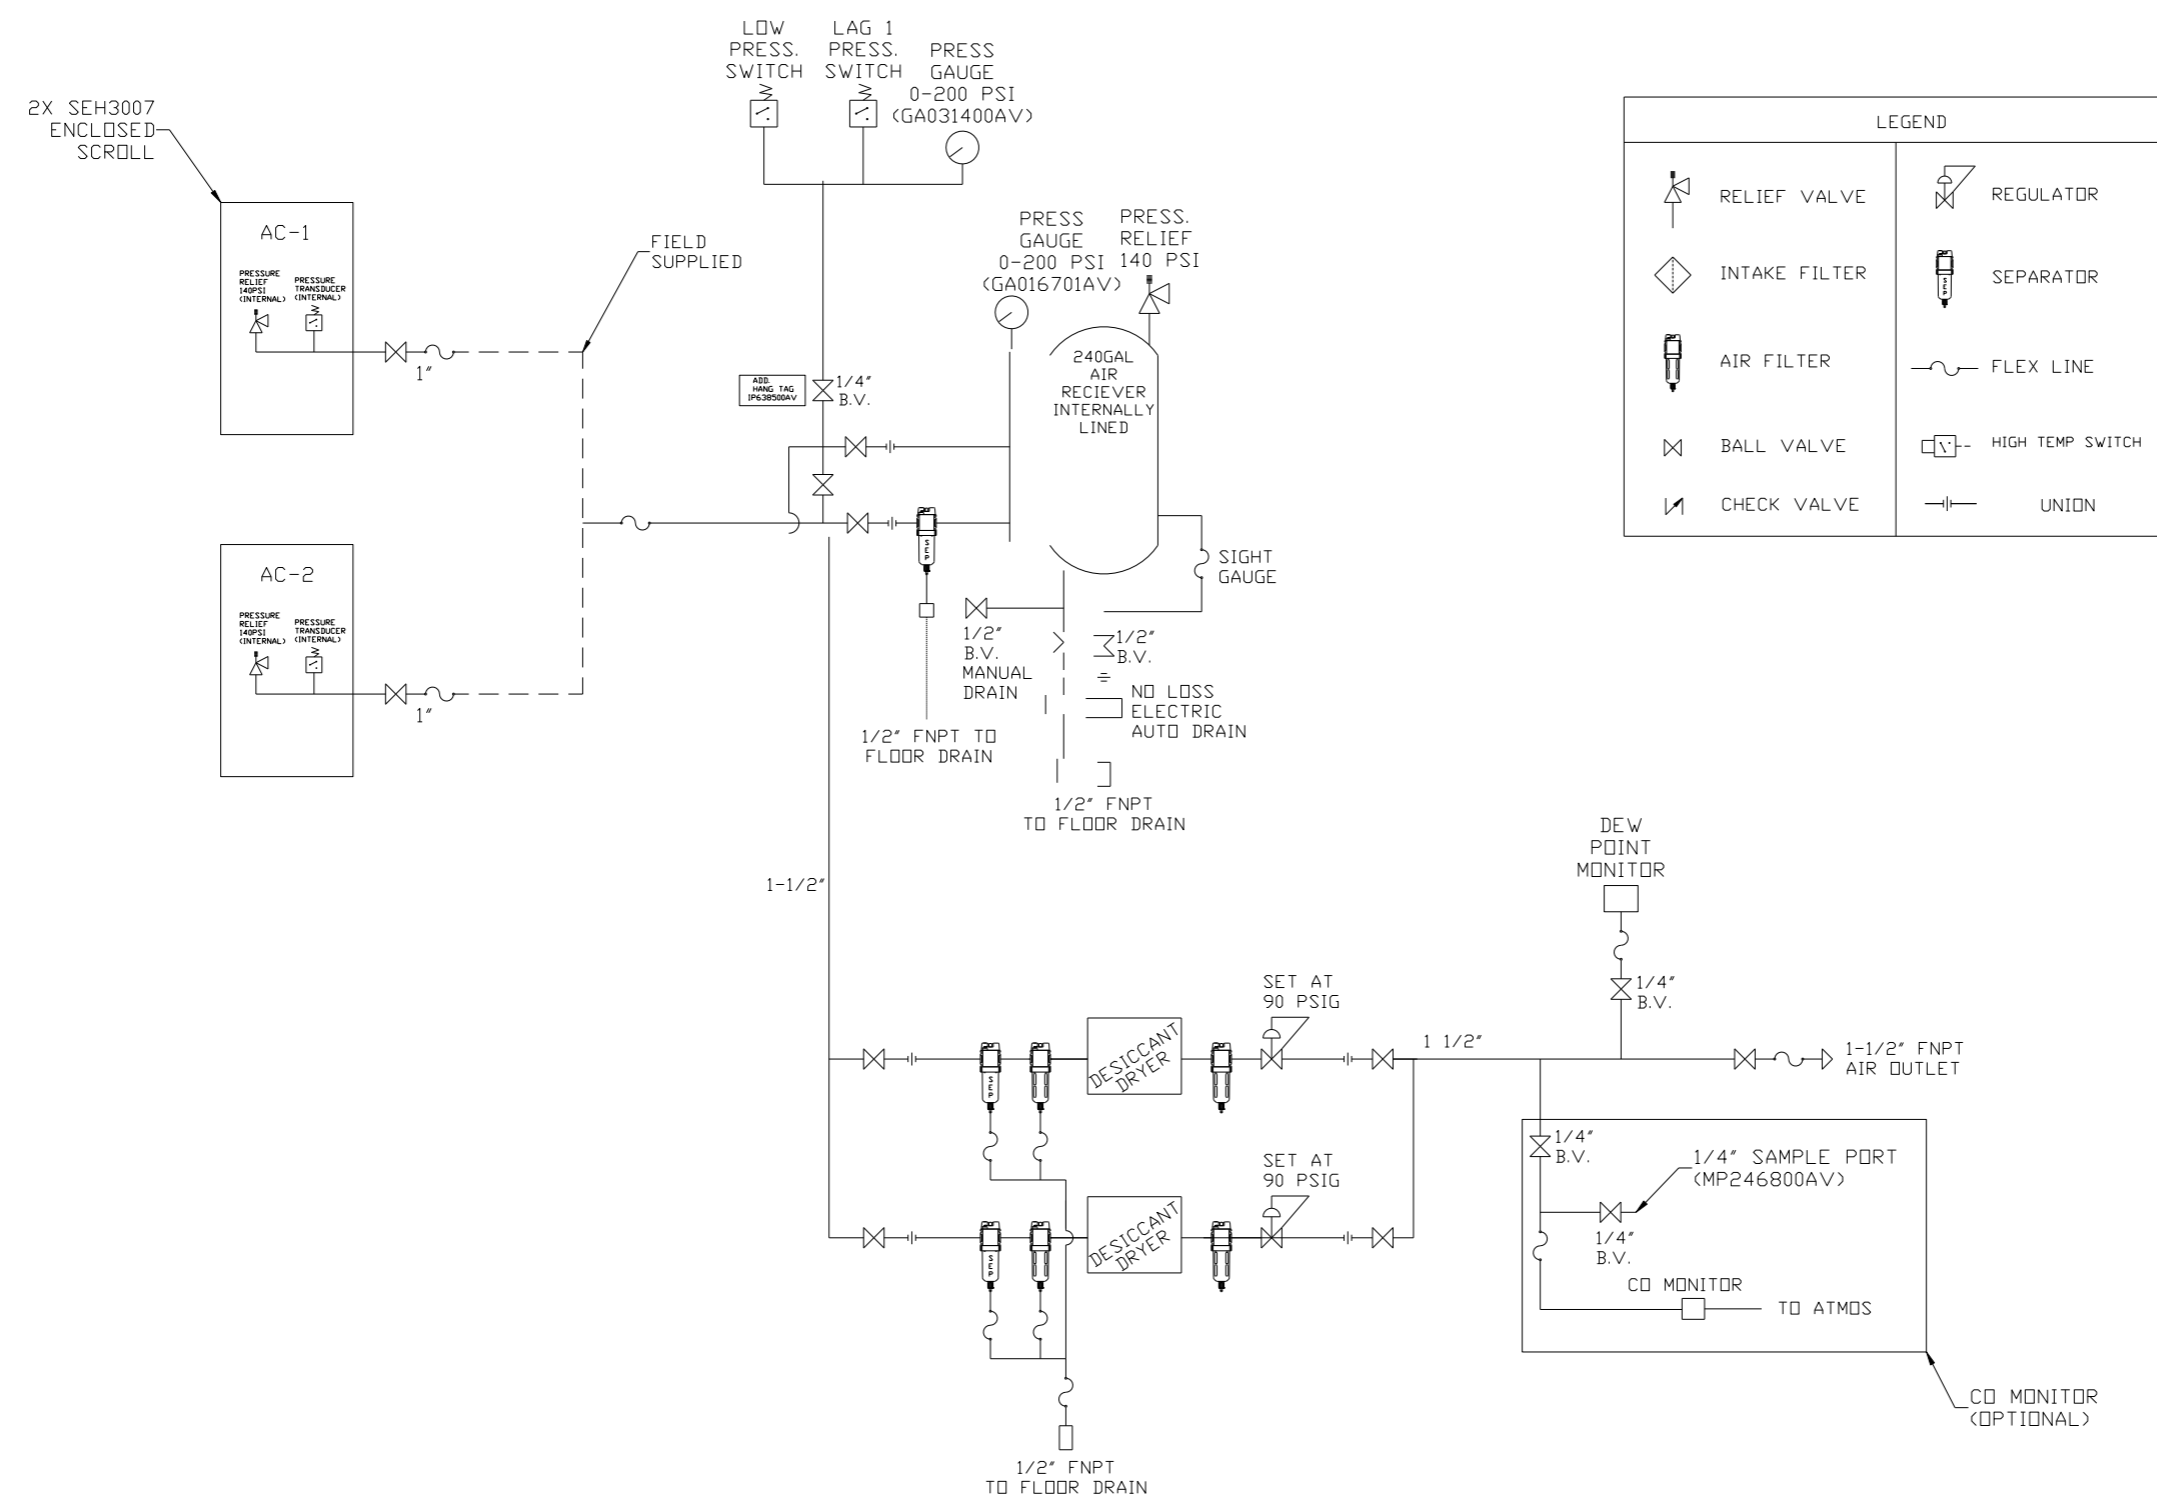 LOW
PRESS.
SWITCH
LAG 1
PRESS.
SWITCH
PRESS
GAUGE
0-200 PSI
(GA031400AV)
2X SEH3007
ENCLOSED
SCROLL
AC-1
PRESSURE
RELIEF
140PSI
(INTERNAL)
PRESSURE
TRANSDUCER
(INTERNAL)
1"
FIELD
SUPPLIED
PRESS
GAUGE
0-200 PSI
(GA016701AV)
PRESS.
RELIEF
140 PSI
ADD.
HANG TAG
IP638500AV
1/4"
B.V.
240GAL
AIR
RECIEVER
INTERNALLY
LINED
LEGEND
RELIEF VALVE
REGULATOR
INTAKE FILTER
SEP
SEPARATOR
AIR FILTER
FLEX LINE
BALL VALVE
HIGH TEMP SWITCH
CHECK VALVE
UNION
AC-2
PRESSURE
RELIEF
140PSI
(INTERNAL)
PRESSURE
TRANSDUCER
(INTERNAL)
1"
SEP
SIGHT
GAUGE
1/2"
B.V.
MANUAL
DRAIN
1/2"
B.V.
NO LOSS
ELECTRIC
AUTO DRAIN
1/2" FNPT TO
FLOOR DRAIN
1/2" FNPT
TO FLOOR DRAIN
1-1/2"
DEW
POINT
MONITOR
1/4"
B.V.
SET AT
90 PSIG
SEP
DESICCANT
DRYER
1 1/2"
1-1/2" FNPT
AIR OUTLET
SET AT
90 PSIG
SEP
DESICCANT
DRYER
1/4"
B.V.
1/4" SAMPLE PORT
(MP246800AV)
1/4"
B.V.
CO MONITOR
TO ATMOS
CO MONITOR
(OPTIONAL)
1/2" FNPT
TO FLOOR DRAIN